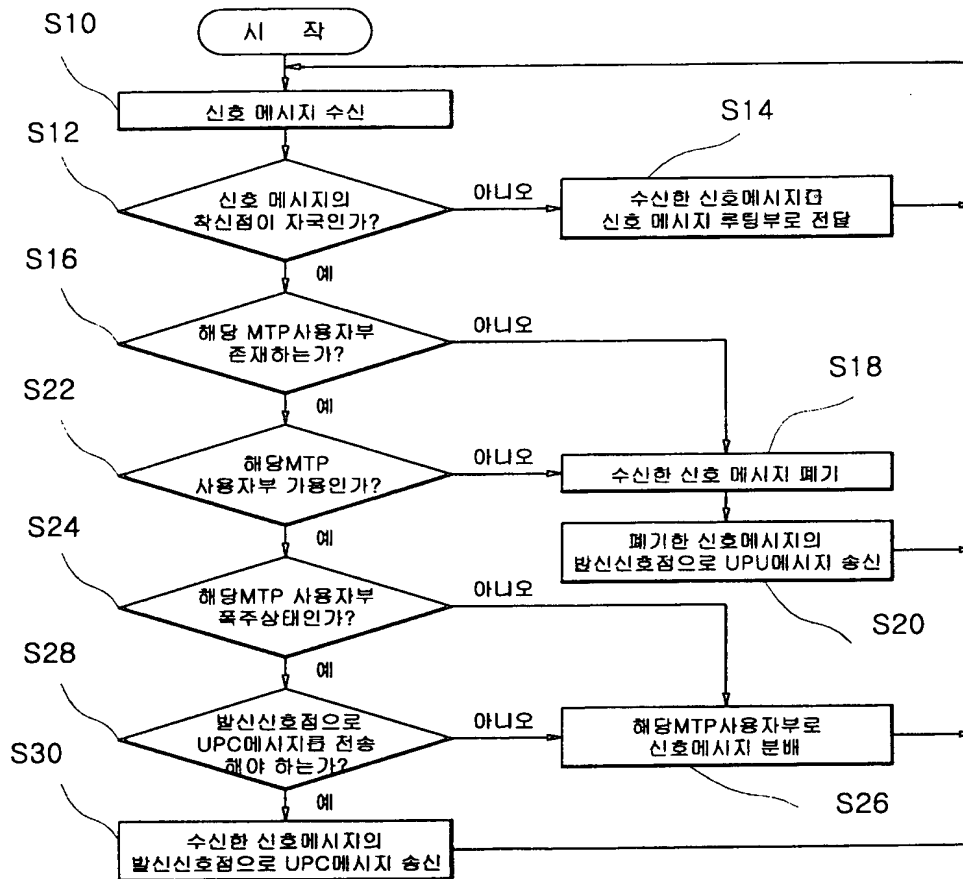 S10
시 작
신호 메시지 수신
S12
신호 메시지의
착신점이 자국인가?
아니오
S14
수신한 신호메시지를
신호 메시지 루팅부로 전달
예
S16
해당 MTP사용자부
존재하는가?
아니오
예
S22
해당MTP
사용자부 가용인가?
아니오
S18
수신한 신호 메시지 폐기
예
폐기한 신호메시지의
발신신호점으로 UPU메시지 송신
S20
S24
해당MTP 사용자부
폭주상태인가?
아니오
예
S28
발신신호점으로
UPC메시지를 전송
해야 하는가?
아니오
해당MTP사용자부로
신호메시지 분배
S26
예
S30
수신한 신호메시지의
발신신호점으로 UPC메시지 송신